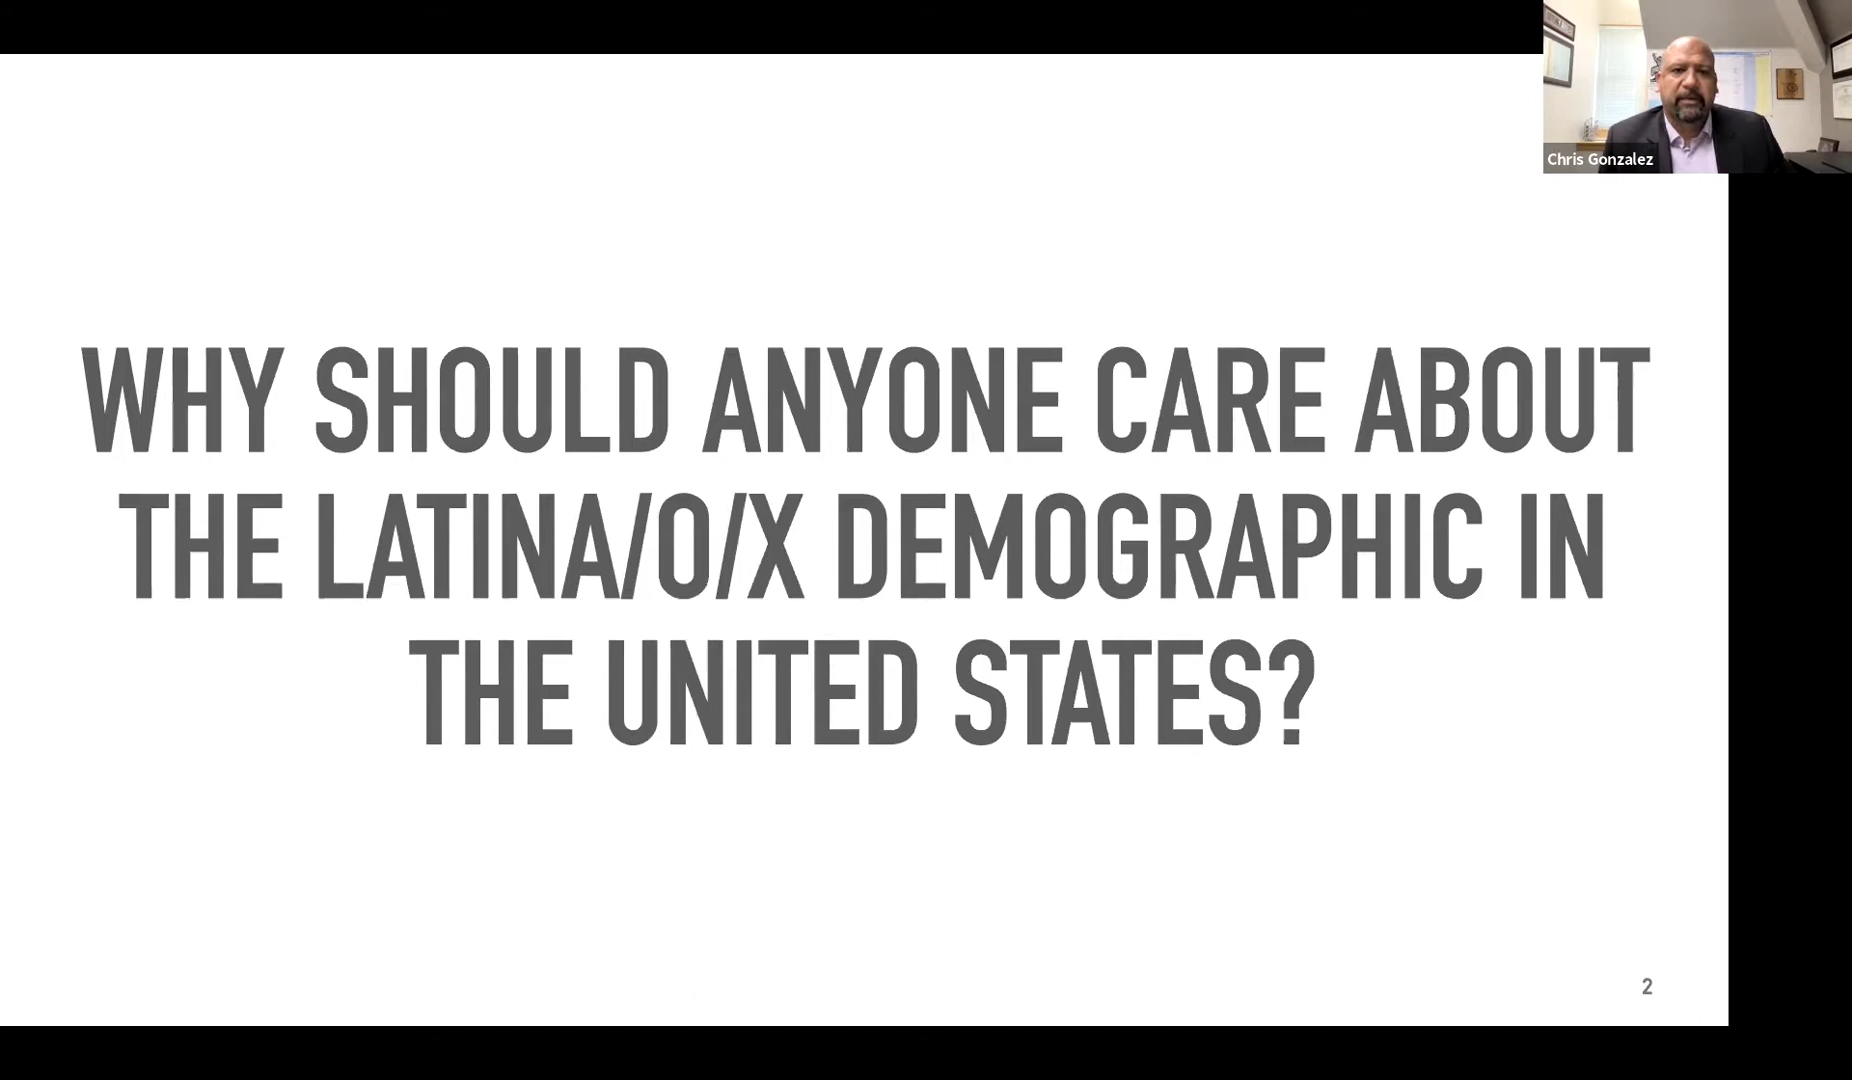 Chris Gonzalez
WHY SHOULD ANYONE CARE ABOUT
THE LATINA/O/X DEMOGRAPHIC IN
THE UNITED STATES?
2